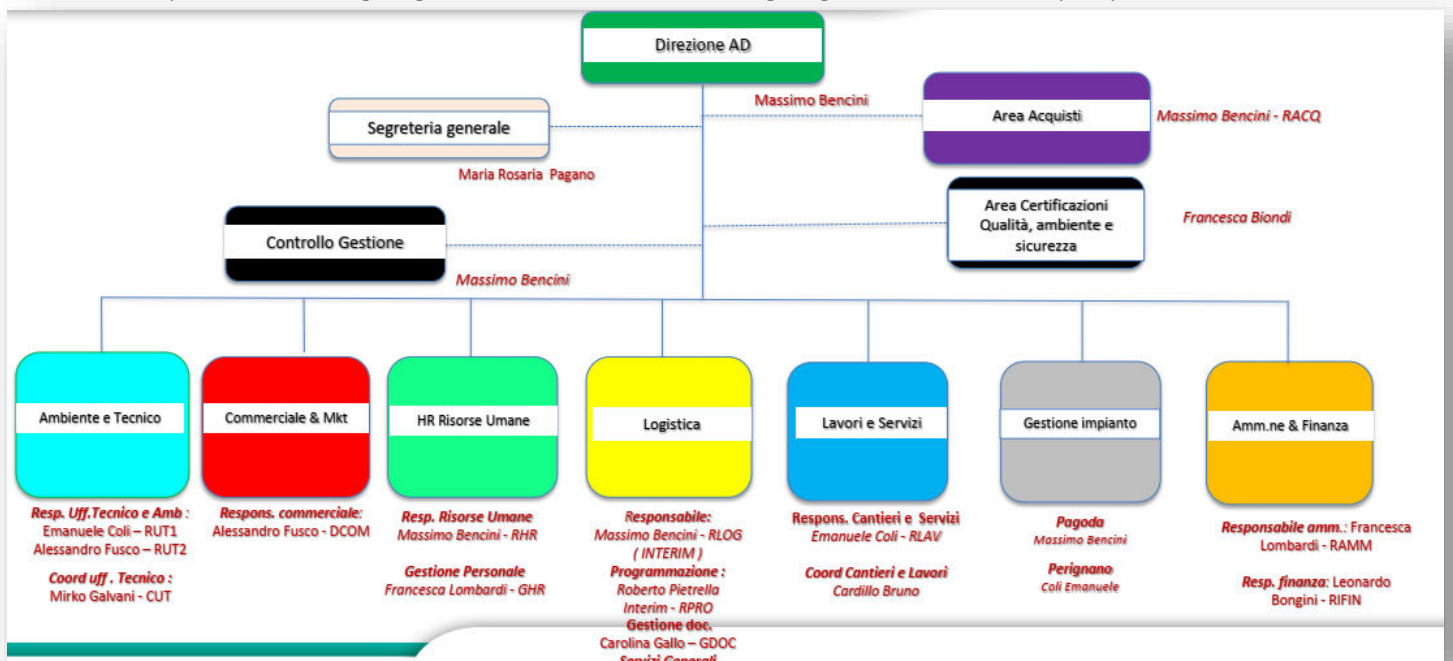 Direzione AD
Massimo Bencini
Segreteria generale
Maria Rosaria Pagano
Area Acquisti
Massimo Bencini - RACQ
Area Certificazioni
Qualità, ambiente e
sicurezza
Francesca Biondi
Controllo Gestione
Massimo Bencini
Ambiente e Tecnico
Resp. Uff.Tecnico e Amb :
Emanuele Coli – RUT1
Alessandro Fusco – RUT2
Coord uff . Tecnico :
Mirko Galvani - CUT
Commerciale & Mkt
Respons. commerciale:
Alessandro Fusco - DCOM
HR Risorse Umane
Resp. Risorse Umane
Massimo Bencini - RHR
Gestione Personale
Francesca Lombardi - GHR
Logistica
Responsabile:
Massimo Bencini - RLOG
( INTERIM )
Programmazione :
Roberto Pietrella
Interim - RPRO
Gestione doc.
Carolina Gallo – GDOC
Servizi Generali
Lavori e Servizi
Respons. Cantieri e Servizi
Emanuele Coli - RLAV
Coord Cantieri e Lavori
Cardillo Bruno
Gestione impianto
Pagoda
Massimo Bencini
Perignano
Coli Emanuele
Amm.ne & Finanza
Responsabile amm.: Francesca
Lombardi - RAMM
Resp. finanza: Leonardo
Bongini - RIFIN